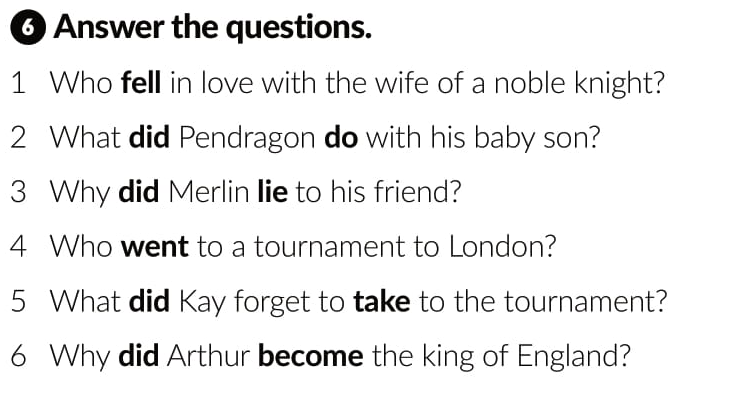 6 Answer the questions.
1 Who fell in love with the wife of a noble knight?
2 What did Pendragon do with his baby son?
3 Why did Merlin lie to his friend?
4 Who went to a tournament to London?
5 What did Kay forget to take to the tournament?
6 Why did Arthur become the king of England?